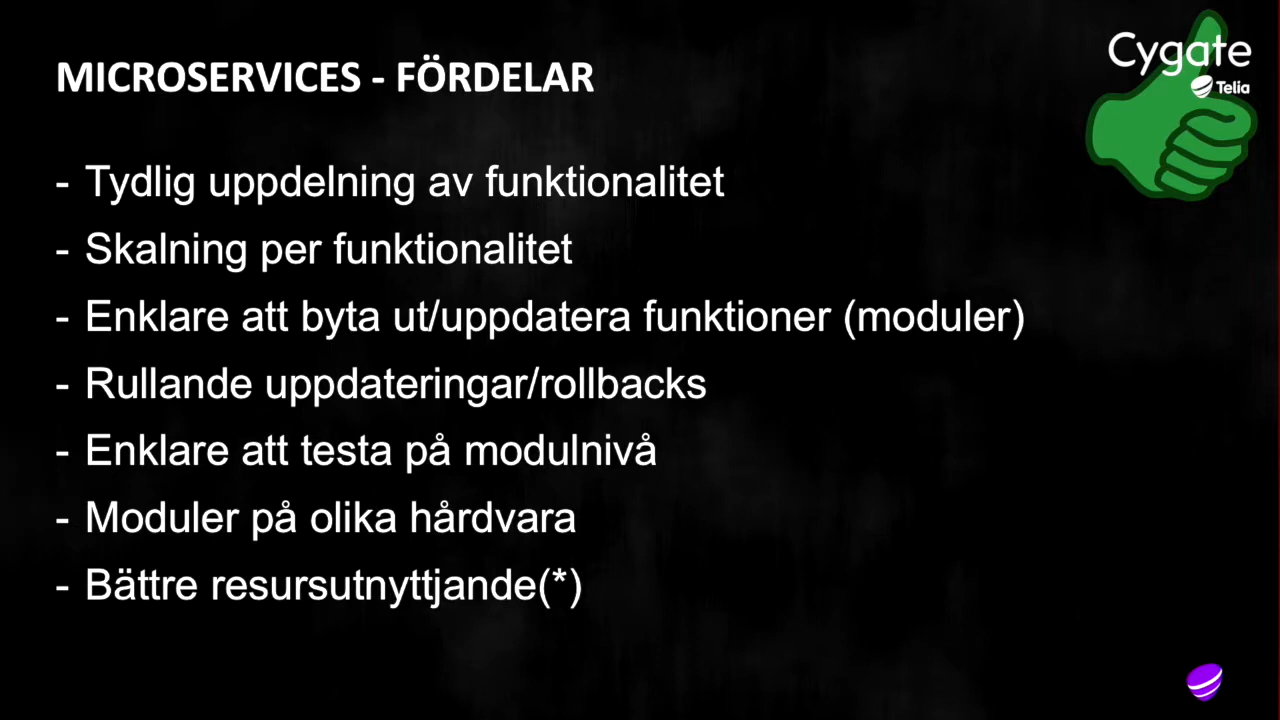 MICROSERVICES - FÖRDELAR
Cygate
Telia
- Tydlig uppdelning av funktionalitet
- Skalning per funktionalitet
- Enklare att byta ut/uppdatera funktioner (moduler)
- Rullande uppdateringar/rollbacks
- Enklare att testa på modulnivå
- Moduler på olika hårdvara
- Bättre resursutnyttjande(*)